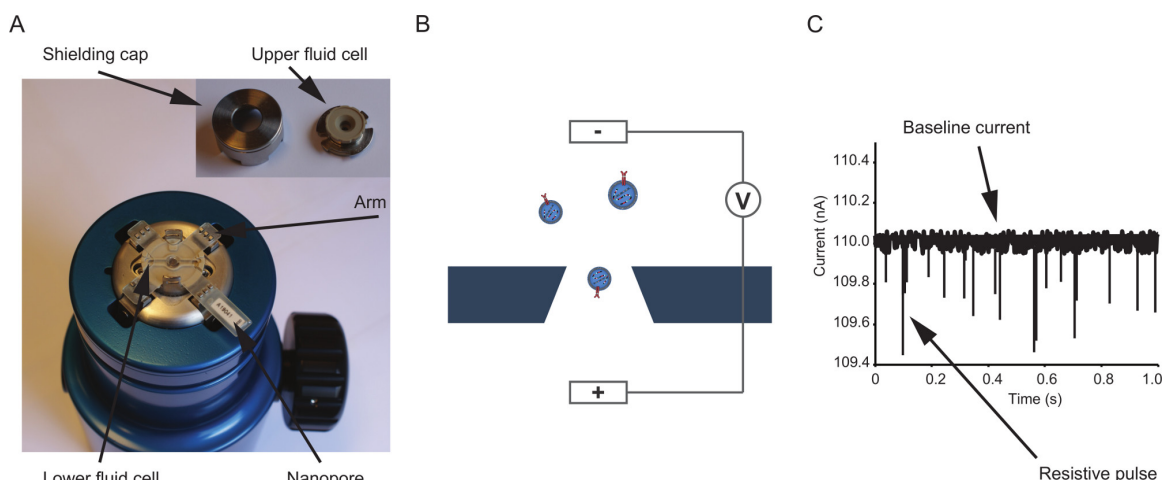 A
Shielding cap
Upper fluid cell
Arm
Lower fluid cell
Nanopore
B
-
V
+
C
Baseline current
Current (nA)
110.4
110.2
110.0
109.8
109.6
109.4
0
0.2
0.4
0.6
0.8
1.0
Time (s)
Resistive pulse